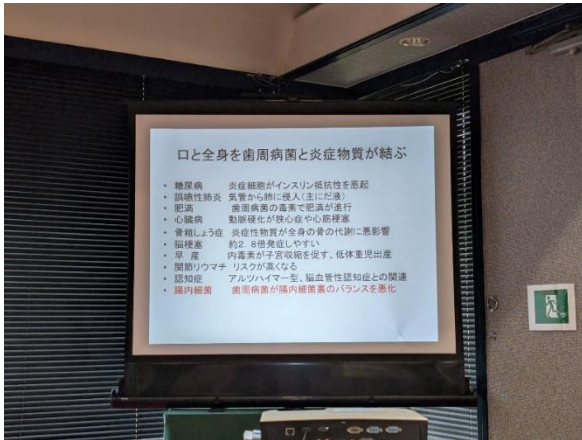 口と全身を歯周病菌と炎症物質が結ぶ
・ 糖尿病 炎症細胞がインスリン抵抗性を惹起
・ 誤嚥性肺炎 気管から肺に侵入(主にだ液)
・ 肥満 歯周病菌の毒素で肥満が進行
・ 心臓病 動脈硬化が狭心症や心筋梗塞
・ 骨粗しょう症 炎症性物質が全身の骨の代謝に悪影響
・ 脳梗塞 約2.8倍発症しやすい
・ 早 産 内毒素が子宮収縮を促す、低体重児出産
・ 関節リウマチ リスクが高くなる
・ 認知症 アルツハイマー型、脳血管性認知症との関連
・ 腸内細菌 歯周病菌が腸内細菌叢のバランスを悪化